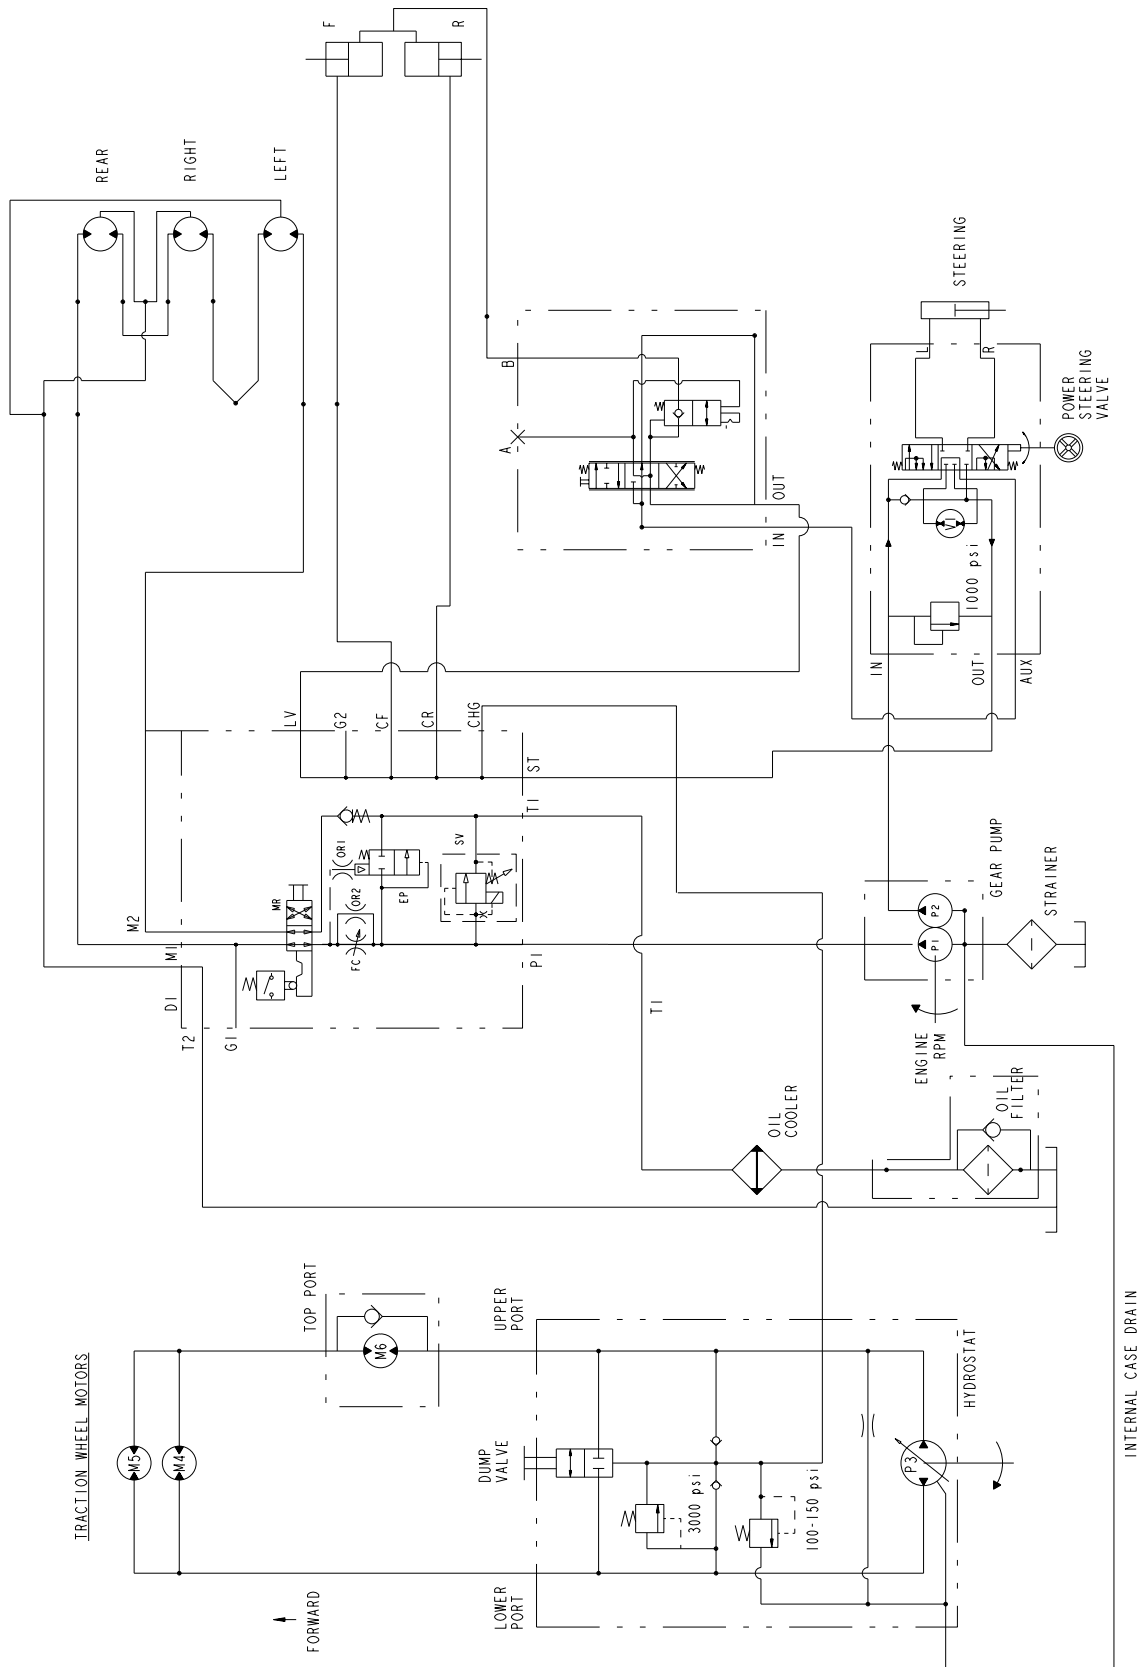 F
R
REAR
RIGHT
LEFT
STEERING
B
A
L
R
POWER
STEERING
VALVE
OUT
IN
V1
1000 psi
IN
OUT
AUX
LV
G2
CF
CR
CHG
ST
T1
M2
M1
D1
T2
G1
MR
OR1
OR2
FC
EP
SV
P1
T1
GEAR PUMP
P2
P1
STRAINER
ENGINE
RPM
OIL
COOLER
OIL
FILTER
TOP PORT
M6
UPPER
PORT
TRACTION WHEEL MOTORS
M5
M4
DUMP
VALVE
3000 psi
100-150 psi
P3
HYDROSTAT
LOWER
PORT
FORWARD
INTERNAL CASE DRAIN